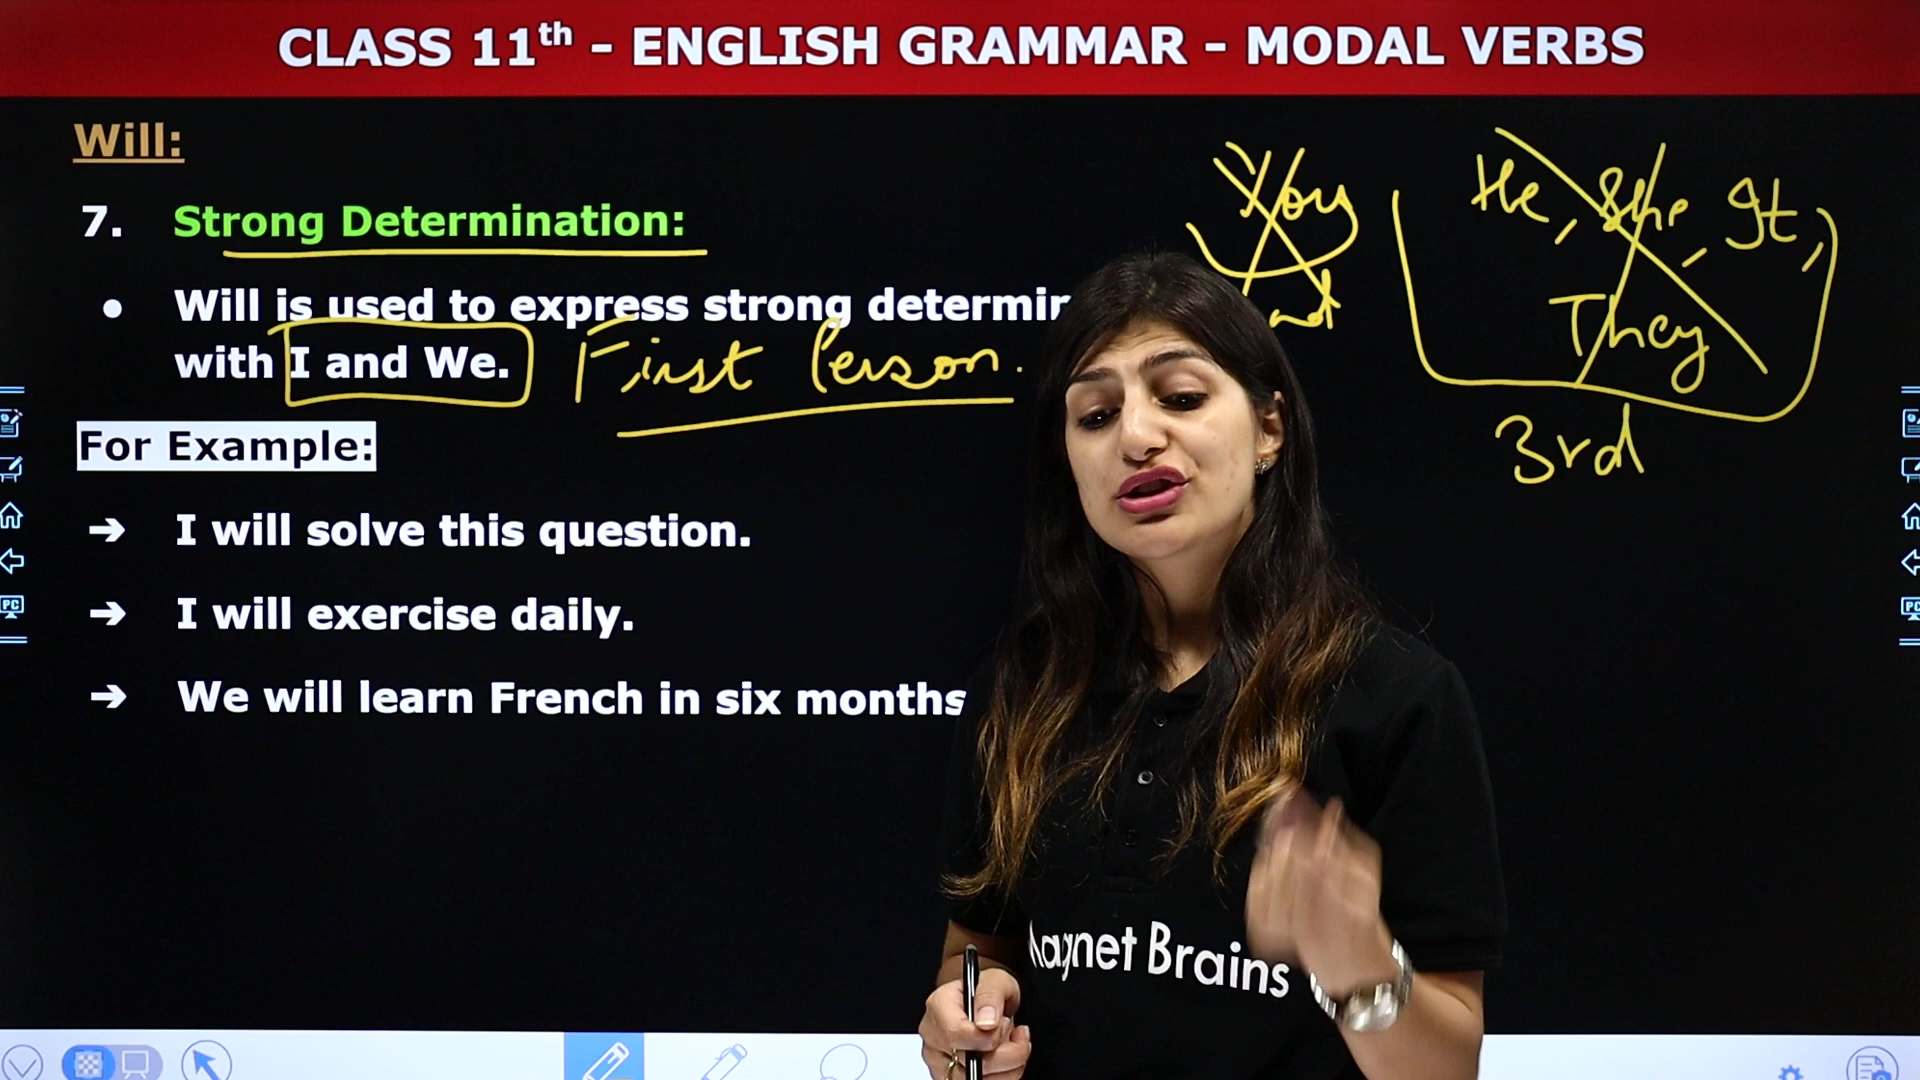 CLASS 11th - ENGLISH GRAMMAR - MODAL VERBS
Will:
7. Strong Determination:
● Will is used to express strong
with I and We. First Person.
You
He, She, It,
They
3rd
For Example:
➔ I will solve this question.
➔ I will exercise daily.
➔ We will learn French in six months
Magnet Brains
PC
PC